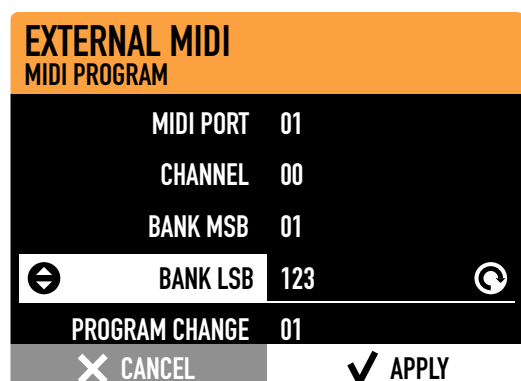 EXTERNAL MIDI
MIDI PROGRAM
MIDI PORT 01
CHANNEL 00
BANK MSB 01
BANK LSB 123
PROGRAM CHANGE 01
CANCEL APPLY